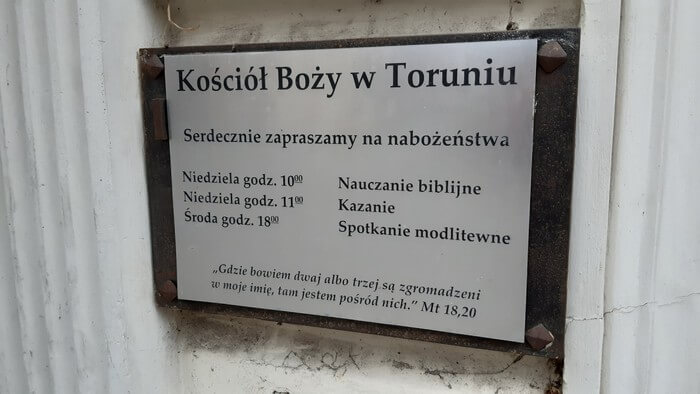 Kościół Boży w Toruniu
Serdecznie zapraszamy na nabożeństwa
Niedziela godz. 10⁰⁰ Nauczanie biblijne
Niedziela godz. 11⁰⁰ Kazanie
Środa godz. 18⁰⁰ Spotkanie modlitewne
„Gdzie bowiem dwaj albo trzej są zgromadzeni
w moje imię, tam jestem pośród nich.” Mt 18,20